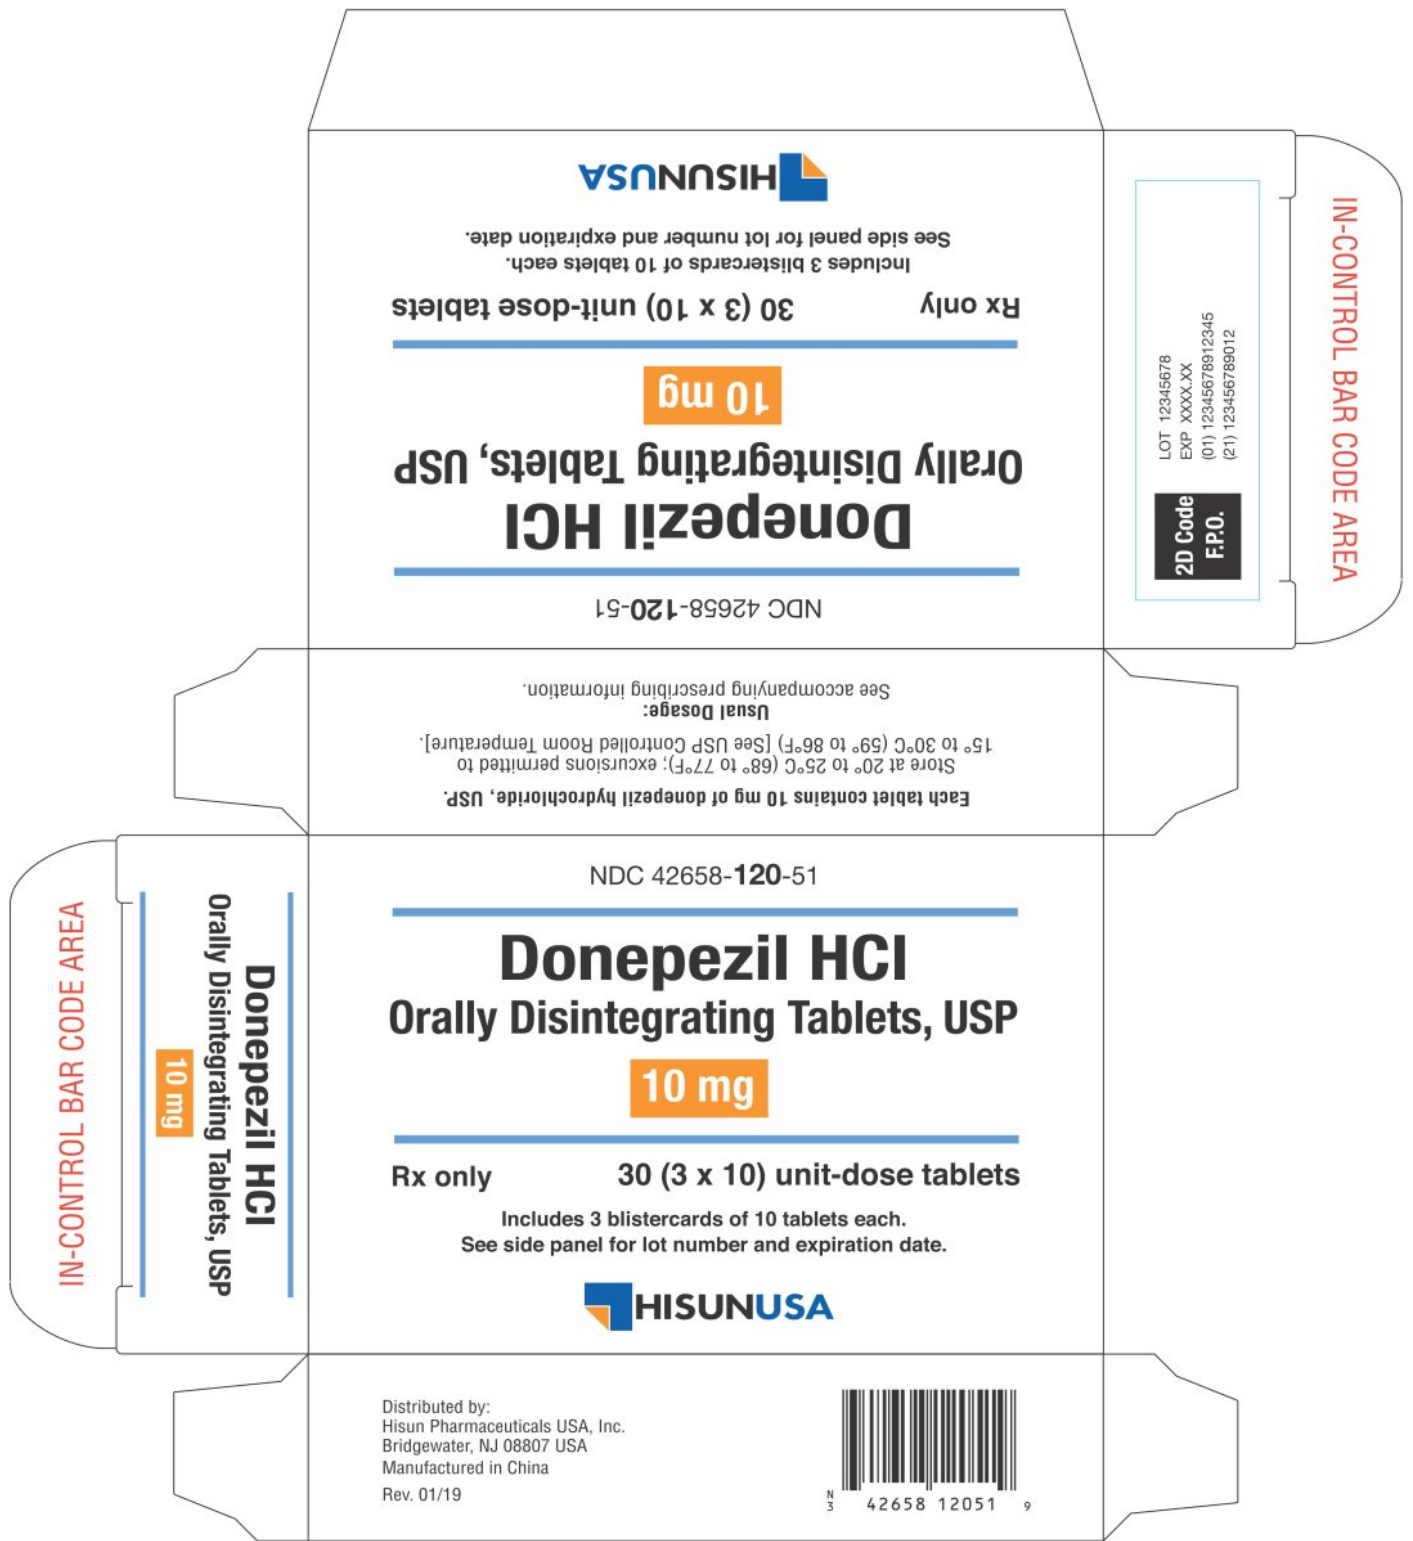 HISUNUSA
See side panel for lot number and expiration date.
Includes 3 blistercards of 10 tablets each.
Rx only 30 (3 x 10) unit-dose tablets
10 mg
Orally Disintegrating Tablets, USP
Donepezil HCl
NDC 42658-120-51
IN-CONTROL BAR CODE AREA
LOT 12345678
EXP XXXX.XX
(01) 12345678912345
(21) 123456789012
2D Code
F.P.O.
Each tablet contains 10 mg of donepezil hydrochloride, USP.
Store at 20° to 25°C (68° to 77°F); excursions permitted to
15° to 30°C (59° to 86°F) [See USP Controlled Room Temperature].
Usual Dosage:
See accompanying prescribing information.
IN-CONTROL BAR CODE AREA
Donepezil HCl
Orally Disintegrating Tablets, USP
10 mg
NDC 42658-120-51
Donepezil HCl
Orally Disintegrating Tablets, USP
10 mg
Rx only 30 (3 x 10) unit-dose tablets
Includes 3 blistercards of 10 tablets each.
See side panel for lot number and expiration date.
HISUNUSA
Distributed by:
Hisun Pharmaceuticals USA, Inc.
Bridgewater, NJ 08807 USA
Manufactured in China
Rev. 01/19
N
3 42658 12051 9